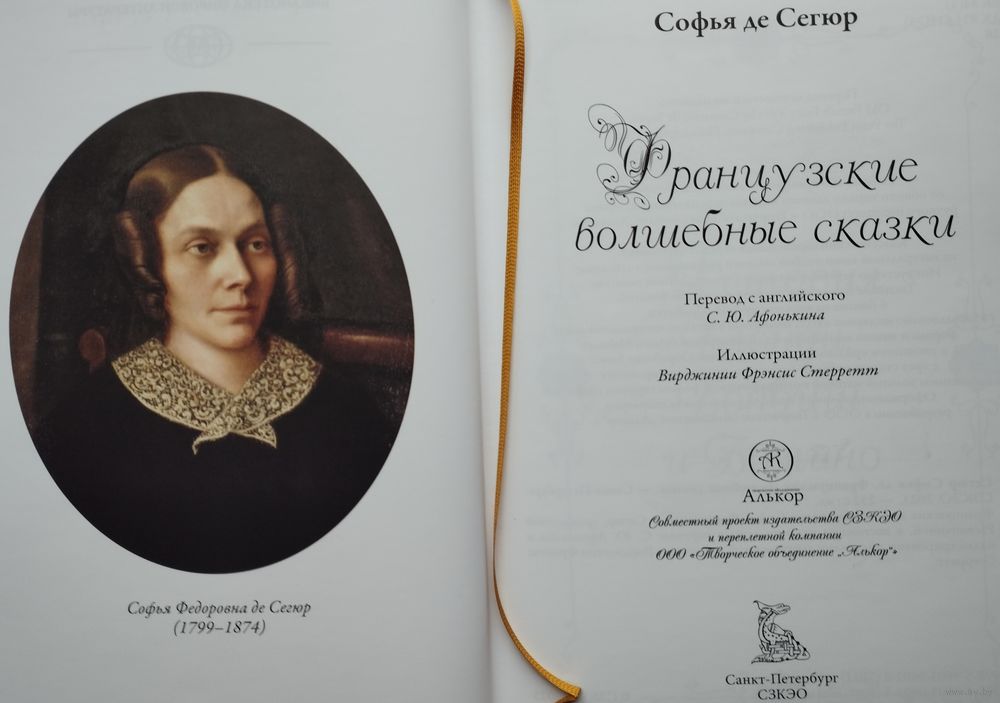 Софья Федоровна де Сегюр
(1799–1874)
Софья де Сегюр
Французские
волшебные сказки
Перевод с английского
С. Ю. Афонькина
Иллюстрации
Вирджинии Фрэнсис Стерретт
АК
Алькор
Совместный проект издательства СЗКЭО
и переплетной компании
ООО «Творческое объединение „Алькор“»
Санкт-Петербург
СЗКЭО